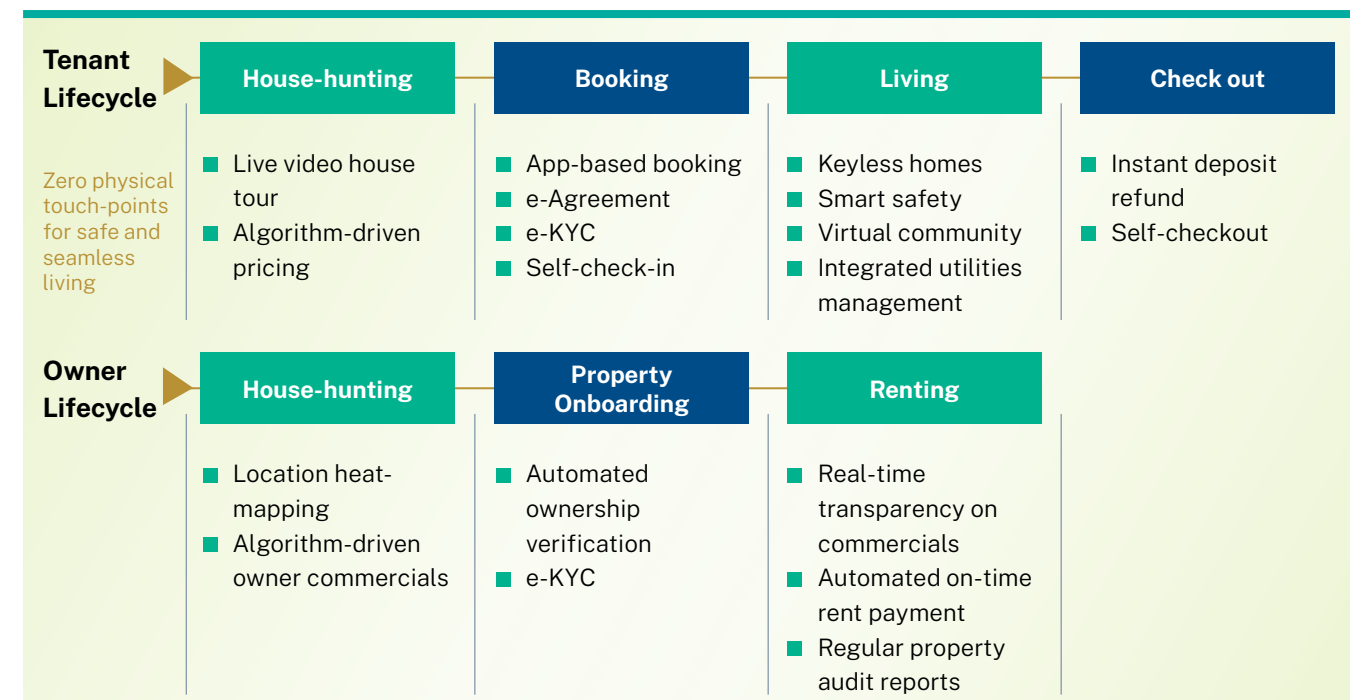 Tenant
Lifecycle
Zero physical
touch-points
for safe and
seamless
living
House-hunting
Live video house
tour
Algorithm-driven
pricing
Booking
App-based booking
e-Agreement
e-KYC
Self-check-in
Living
Keyless homes
Smart safety
Virtual community
Integrated utilities
management
Check out
Instant deposit
refund
Self-checkout
Owner
Lifecycle
House-hunting
Location heat-
mapping
Algorithm-driven
owner commercials
Property
Onboarding
Automated
ownership
verification
e-KYC
Renting
Real-time
transparency on
commercials
Automated on-time
rent payment
Regular property
audit reports